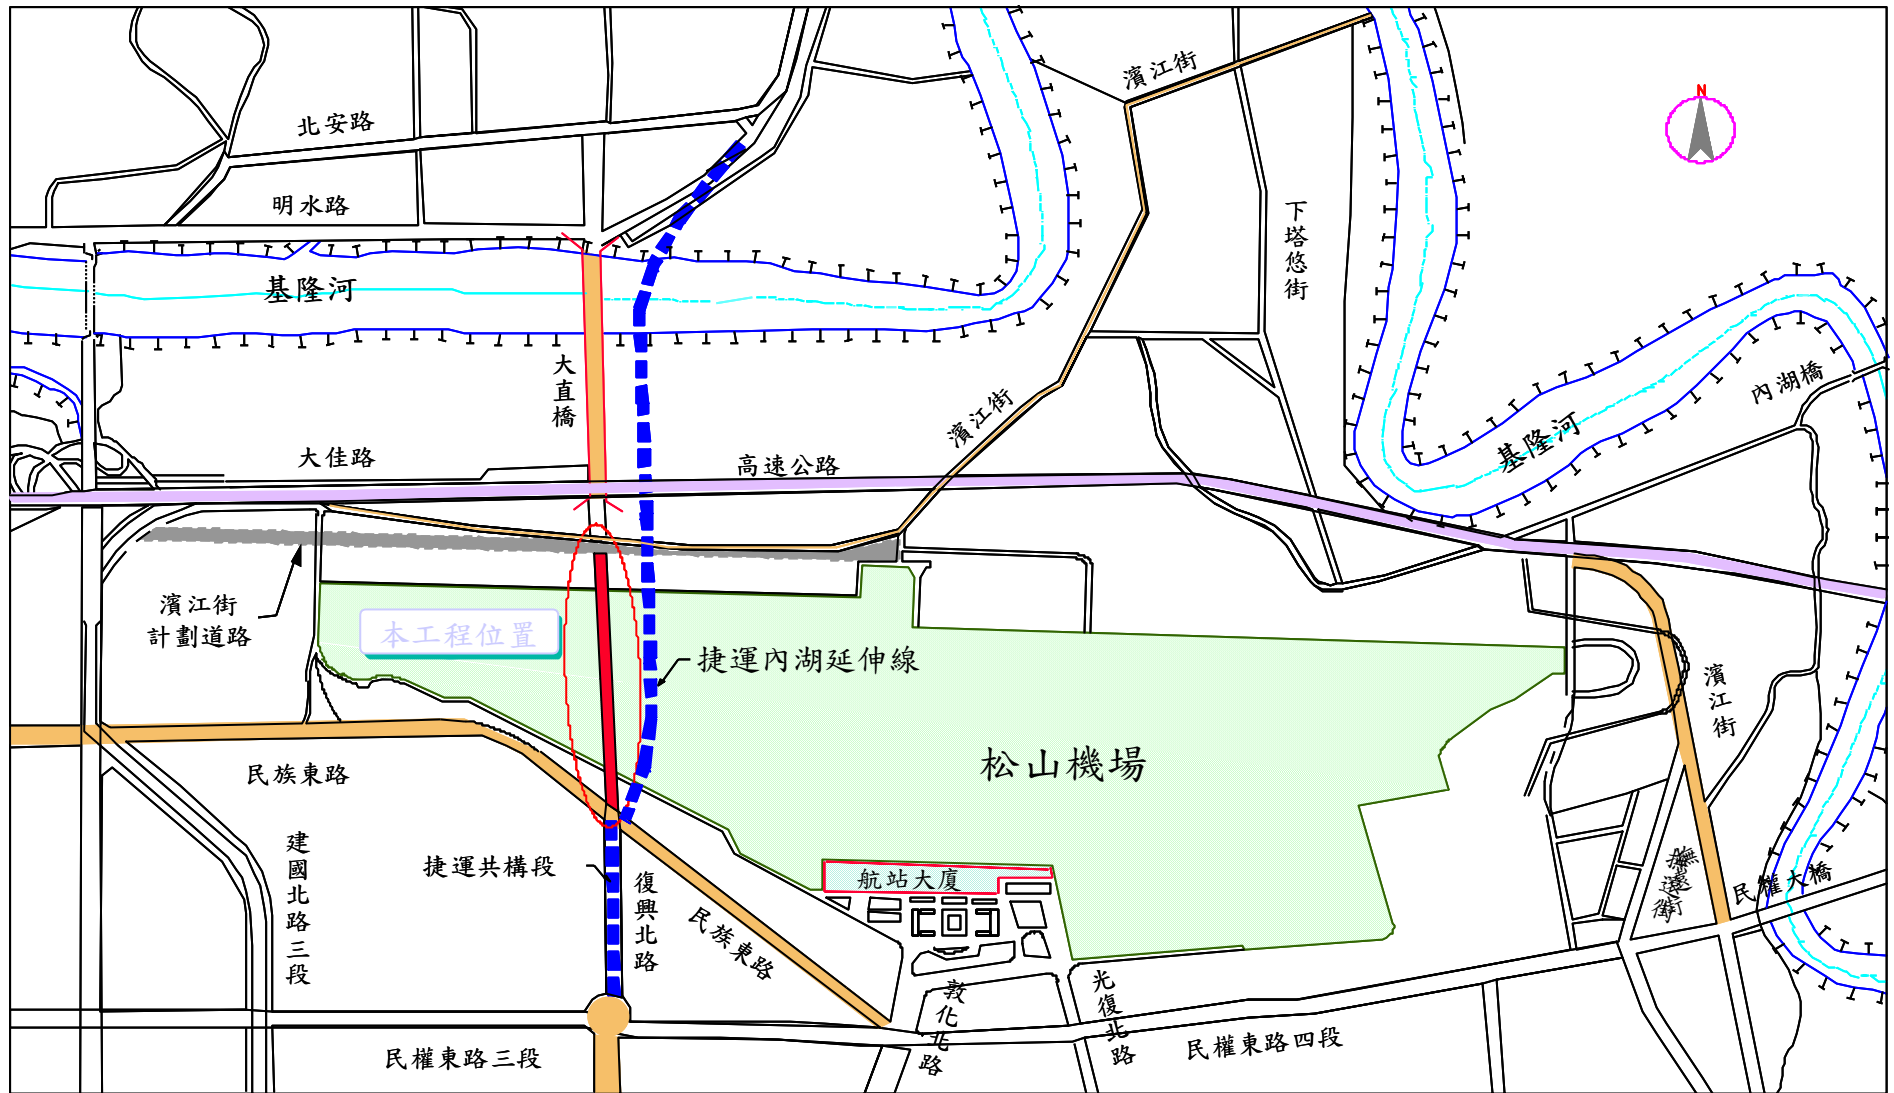 N
濱江街
北安路
明水路
下塔悠街
基隆河
大直橋
內湖橋
濱江街
基隆河
大佳路
高速公路
濱江街
計劃道路
本工程位置
捷運內湖延伸線
濱江街
松山機場
民族東路
建國北路三段
捷運共構段
復興北路
航站大廈
民族東路
撫遠街
民權大橋
敦化北路
光復北路
民權東路三段
民權東路四段